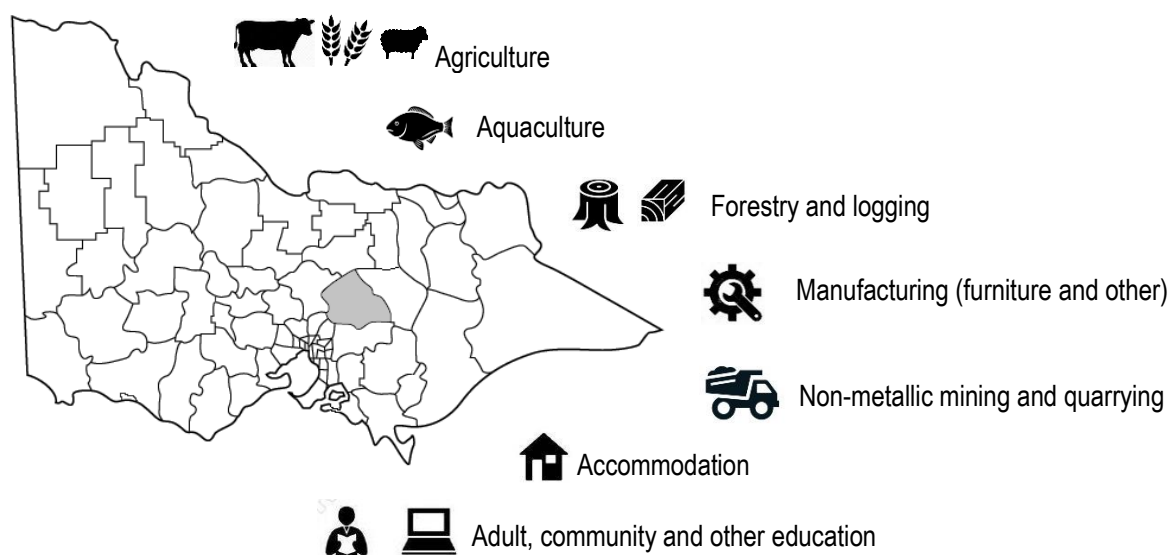 Agriculture
Aquaculture
Forestry and logging
Manufacturing (furniture and other)
Non-metallic mining and quarrying
Accommodation
Adult, community and other education